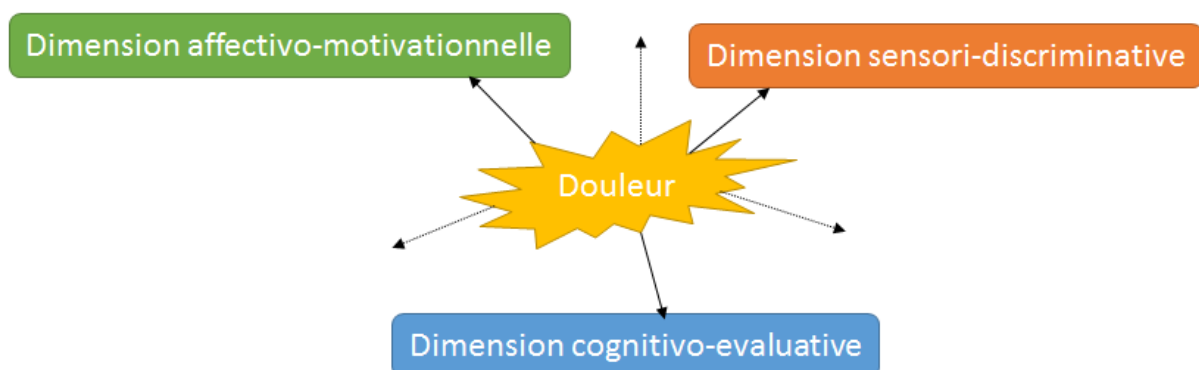 Dimension affectivo-motivationnelle
Dimension sensori-discriminative
Douleur
Dimension cognitivo-evaluative